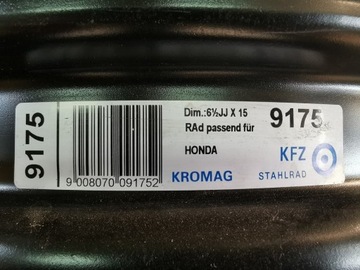 9175
9 008070 091752
Dim.:6½JJ X 15
RAd passend für
9175
HONDA
KFZ
KROMAG
STAHLRAD